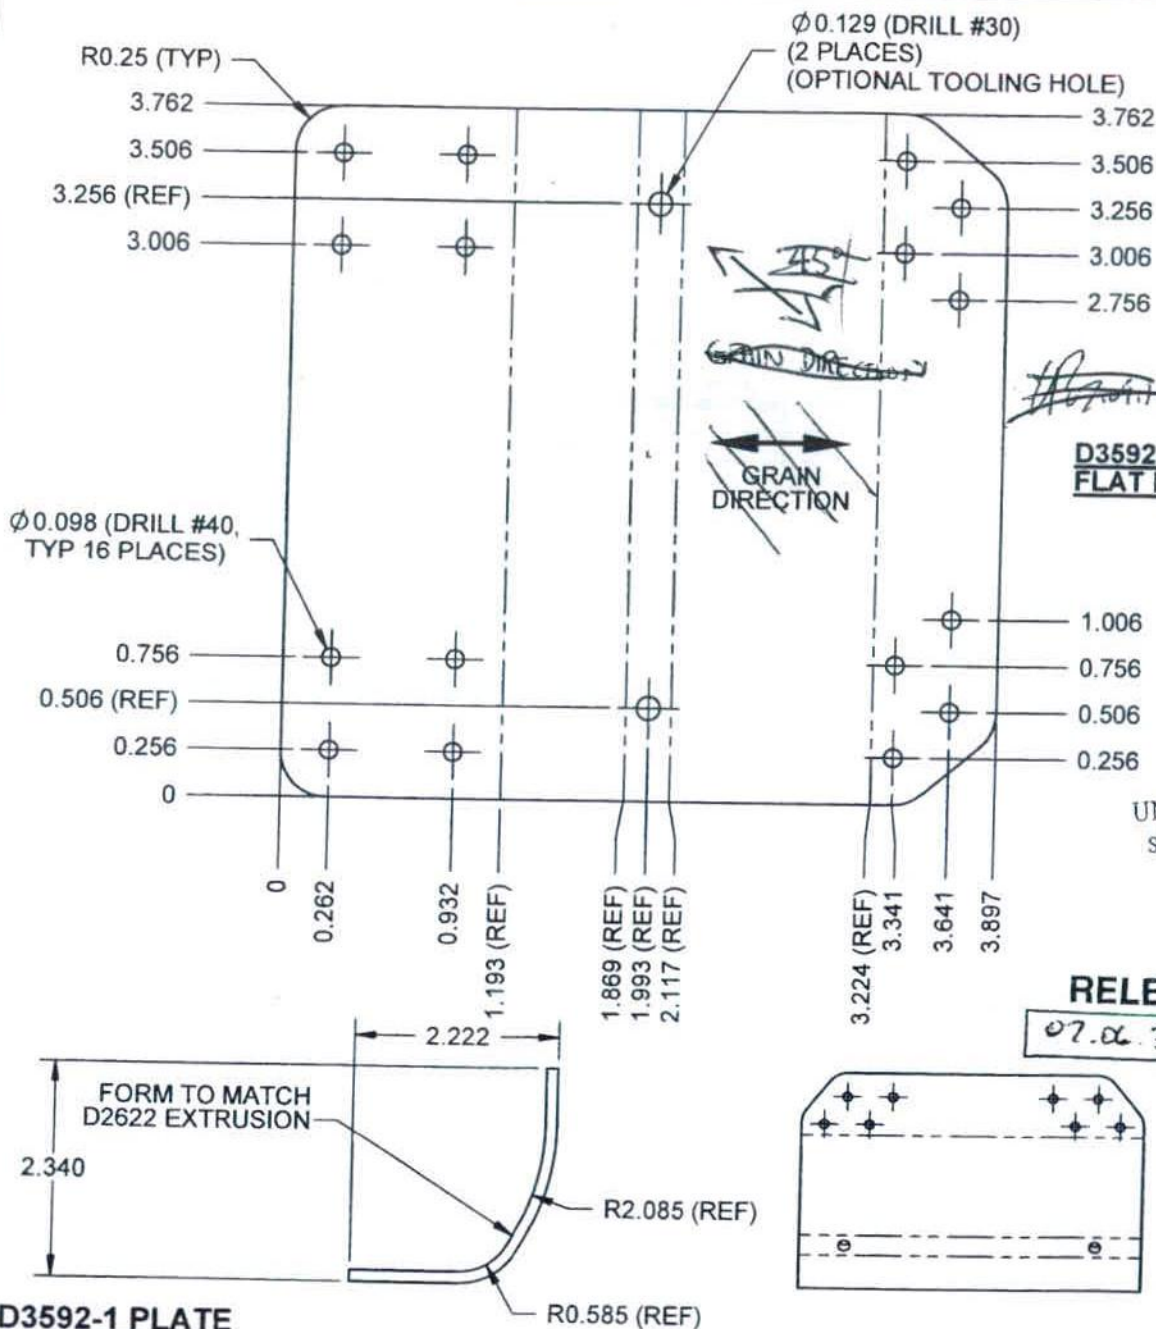 Ø0.129 (DRILL #30)
(2 PLACES)
(OPTIONAL TOOLING HOLE)
R0.25 (TYP)
3.762
3.506
3.256 (REF)
3.006
3.762
3.506
3.256
3.006
2.756
45°
GRAIN DIRECTION
GRAIN
DIRECTION
D3592
FLAT
Ø0.098 (DRILL #40,
TYP 16 PLACES)
0.756
0.506 (REF)
0.256
0
1.006
0.756
0.506
0.256
0
0.262
0.932
1.193 (REF)
1.869 (REF)
1.993 (REF)
2.117 (REF)
3.224 (REF)
3.341
3.641
3.897
2.222
FORM TO MATCH
D2622 EXTRUSION
2.340
R2.085 (REF)
R0.585 (REF)
D3592-1 PLATE
07.06.